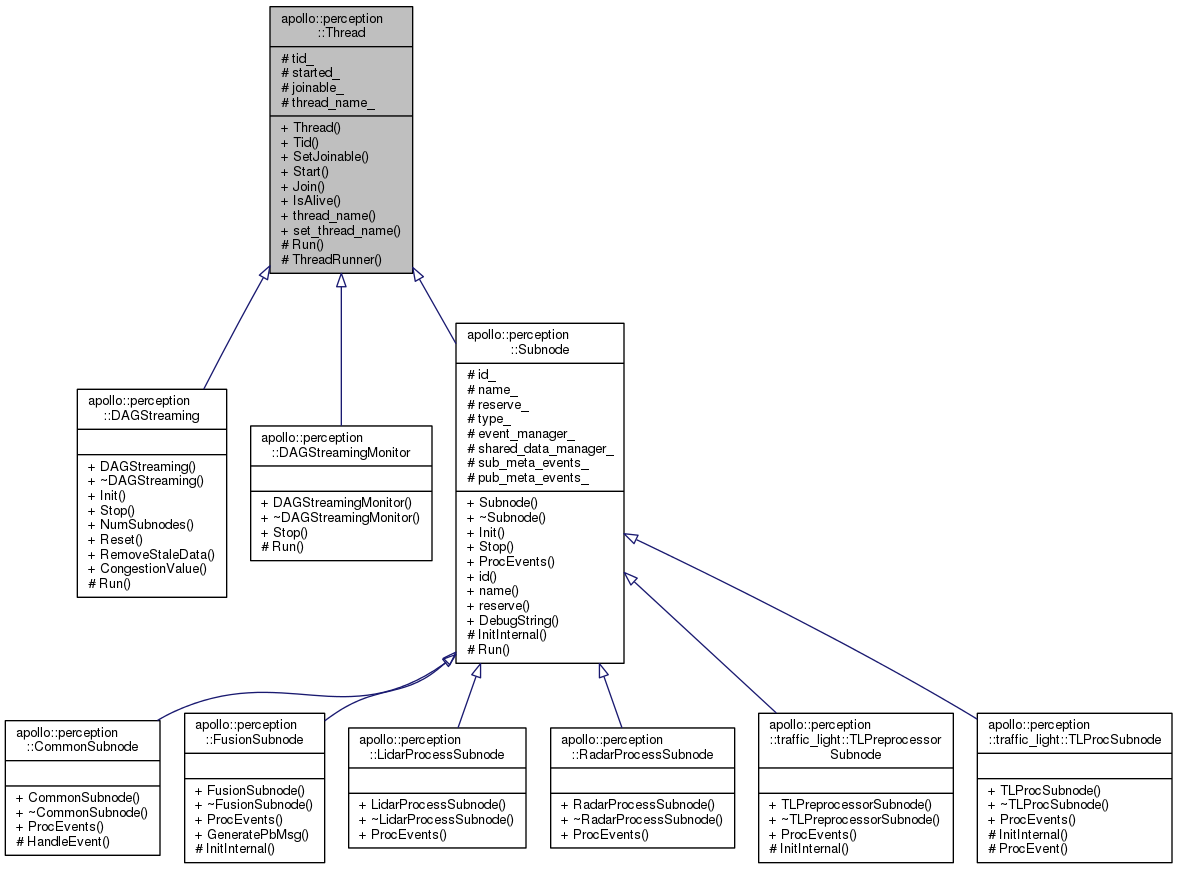 apollo::perception
::Thread
# tid_
# started_
# joinable_
# thread_name_
+ Thread()
+ Tid()
+ SetJoinable()
+ Start()
+ Join()
+ IsAlive()
+ thread_name()
+ set_thread_name()
# Run()
# ThreadRunner()
apollo::perception
::DAGStreaming
+ DAGStreaming()
+ ~DAGStreaming()
+ Init()
+ Stop()
+ NumSubnodes()
+ Reset()
+ RemoveStaleData()
+ CongestionValue()
# Run()
apollo::perception
::DAGStreamingMonitor
+ DAGStreamingMonitor()
+ ~DAGStreamingMonitor()
+ Stop()
# Run()
apollo::perception
::Subnode
# id_
# name_
# reserve_
# type_
# event_manager_
# shared_data_manager_
# sub_meta_events_
# pub_meta_events_
+ Subnode()
+ ~Subnode()
+ Init()
+ Stop()
+ ProcEvents()
+ id()
+ name()
+ reserve()
+ DebugString()
# InitInternal()
# Run()
apollo::perception
::CommonSubnode
+ CommonSubnode()
+ ~CommonSubnode()
+ ProcEvents()
# HandleEvent()
apollo::perception
::FusionSubnode
+ FusionSubnode()
+ ~FusionSubnode()
+ ProcEvents()
+ GeneratePbMsg()
# InitInternal()
apollo::perception
::LidarProcessSubnode
+ LidarProcessSubnode()
+ ~LidarProcessSubnode()
+ ProcEvents()
apollo::perception
::RadarProcessSubnode
+ RadarProcessSubnode()
+ ~RadarProcessSubnode()
+ ProcEvents()
apollo::perception
::traffic_light::TLPreprocessor
Subnode
+ TLPreprocessorSubnode()
+ ~TLPreprocessorSubnode()
+ ProcEvents()
# InitInternal()
apollo::perception
::traffic_light::TLProcSubnode
+ TLProcSubnode()
+ ~TLProcSubnode()
+ ProcEvents()
# InitInternal()
# ProcEvent()